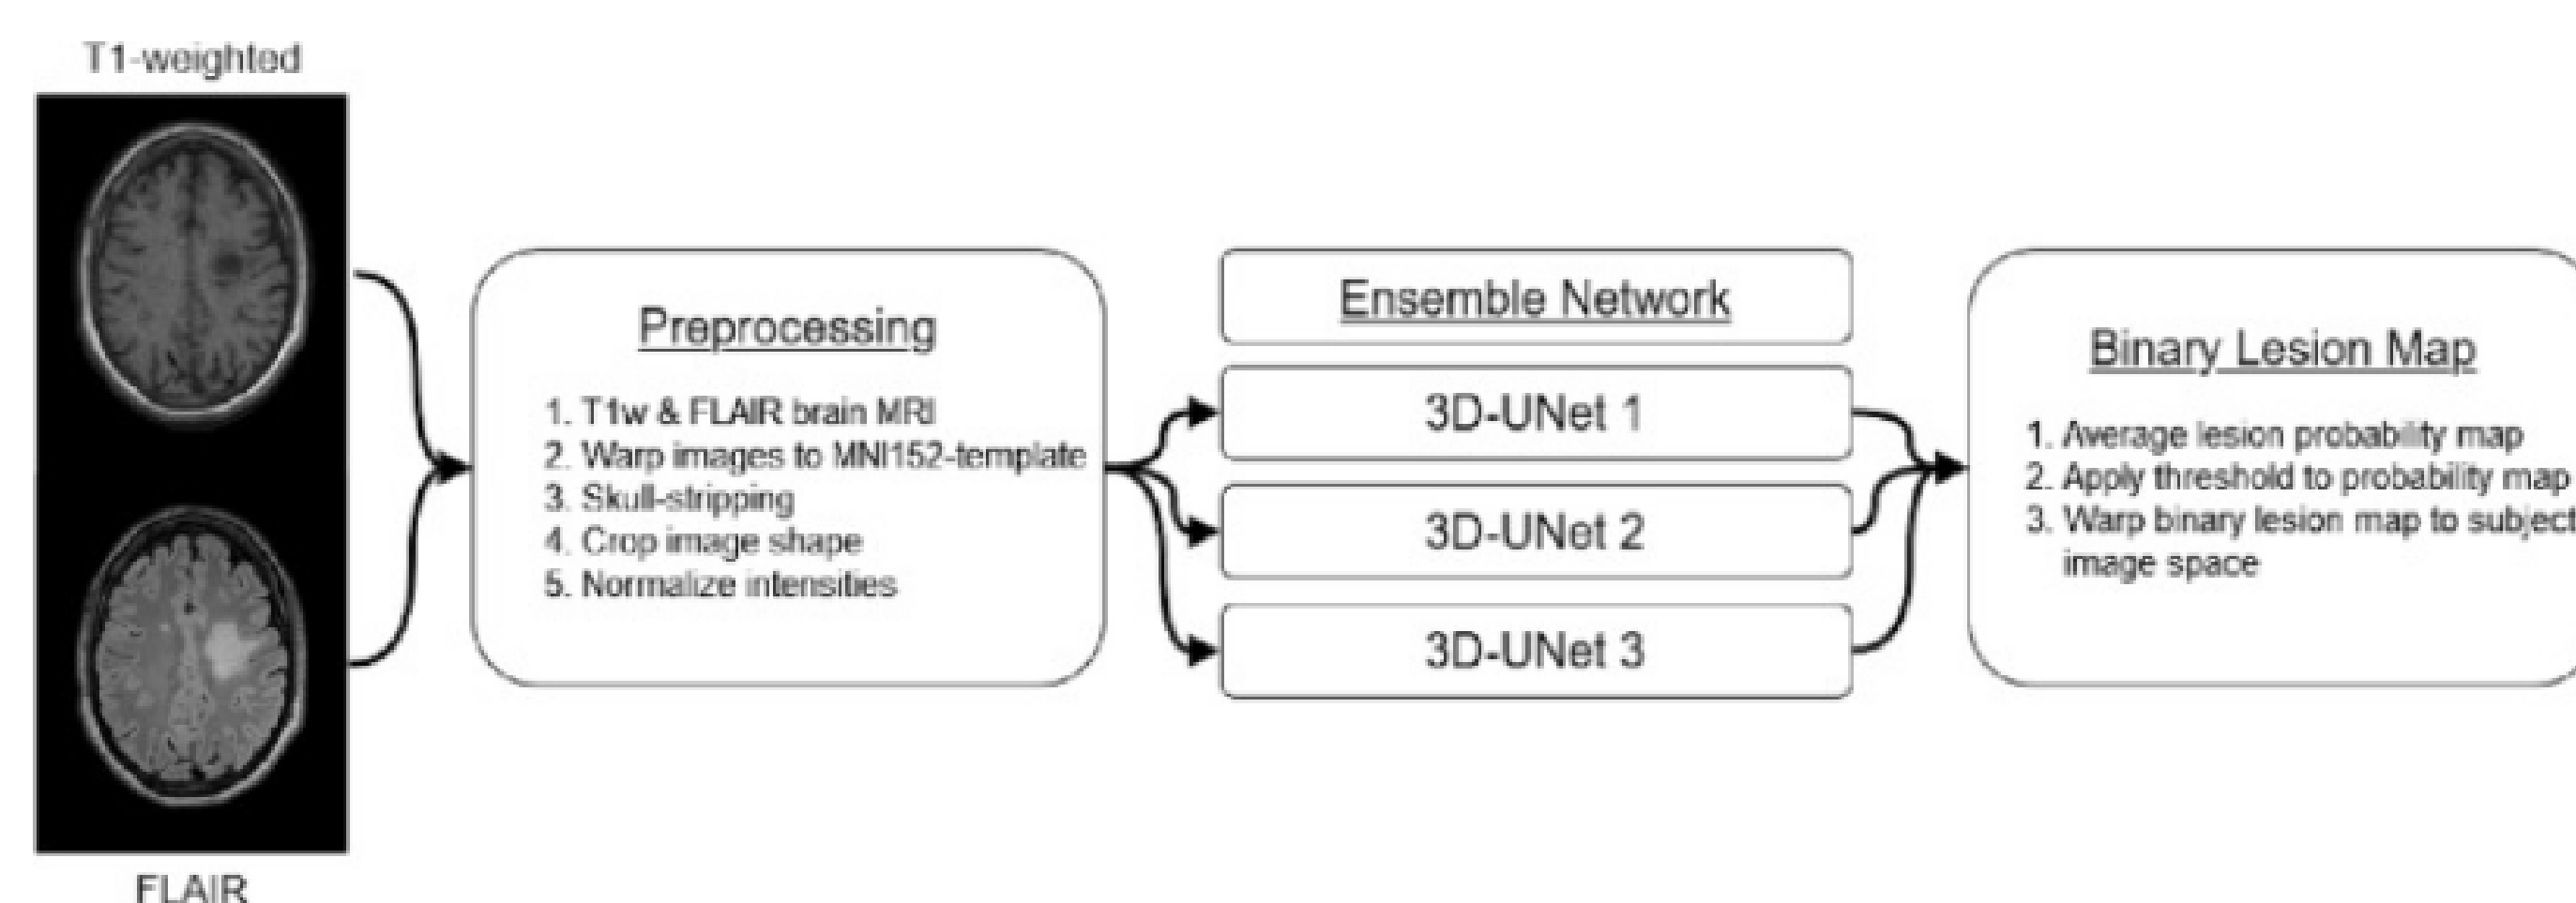 T1-weighted
FLAIR
Preprocessing
1. T1w & FLAIR brain MRI
2. Warp images to MNI152-template
3. Skull-stripping
4. Crop image shape
5. Normalize intensities
Ensemble Network
3D-UNet 1
3D-UNet 2
3D-UNet 3
Binary Lesion Map
1. Average lesion probability map
2. Apply threshold to probability map
3. Warp binary lesion map to subject
image space